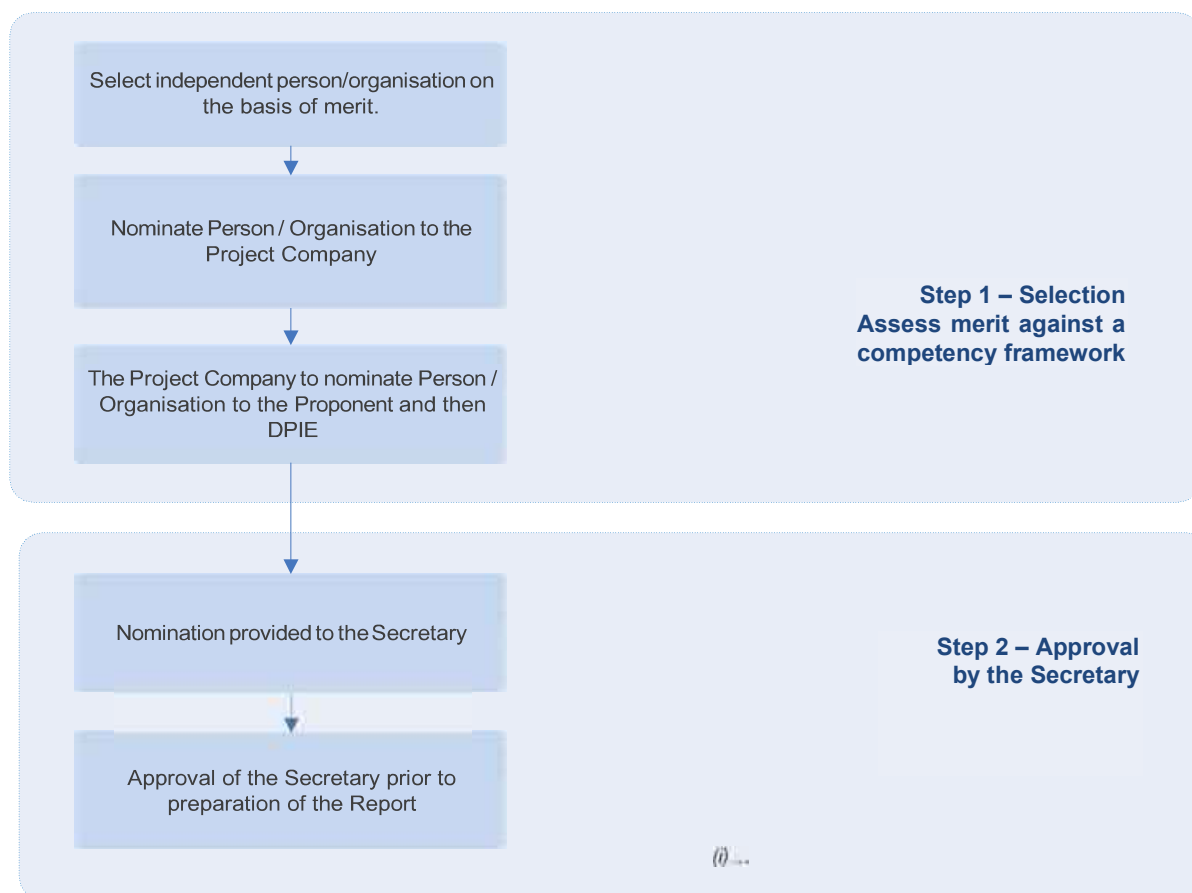 Select independent person/organisation on
the basis of merit.
Nominate Person / Organisation to the
Project Company
The Project Company to nominate Person /
Organisation to the Proponent and then
DPIE
Step 1 – Selection
Assess merit against a
competency framework
Nomination provided to the Secretary
Step 2 – Approval
by the Secretary
Approval of the Secretary prior to
preparation of the Report